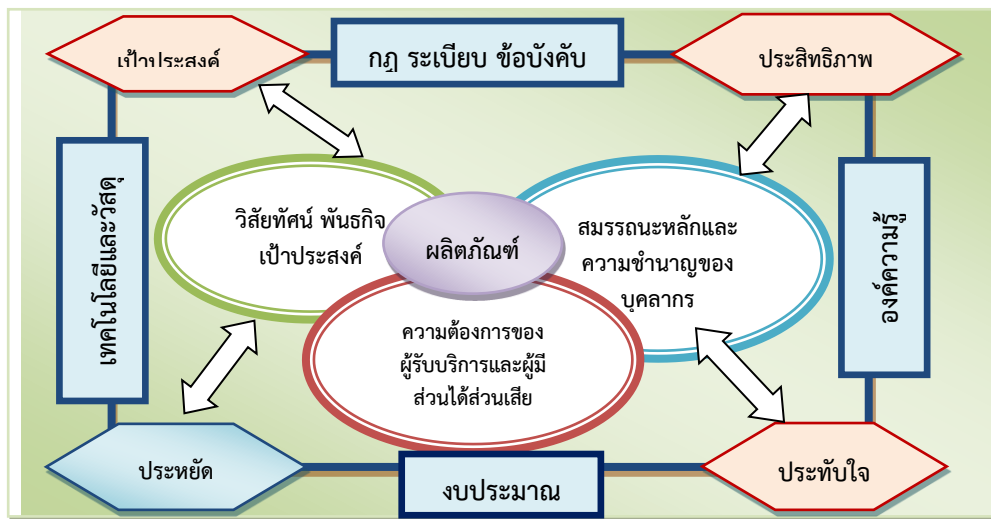 เป้าประสงค์
กฎ ระเบียบ ข้อบังคับ
ประสิทธิภาพ
เทคโนโลยีและวัสดุ
วิสัยทัศน์ พันธกิจ
เป้าประสงค์
ผลิตภัณฑ์
สมรรถนะหลักและ
ความชำนาญของ
บุคลากร
องค์ความรู้
ความต้องการของ
ผู้รับบริการและผู้มี
ส่วนได้ส่วนเสีย
ประหยัด
งบประมาณ
ประทับใจ